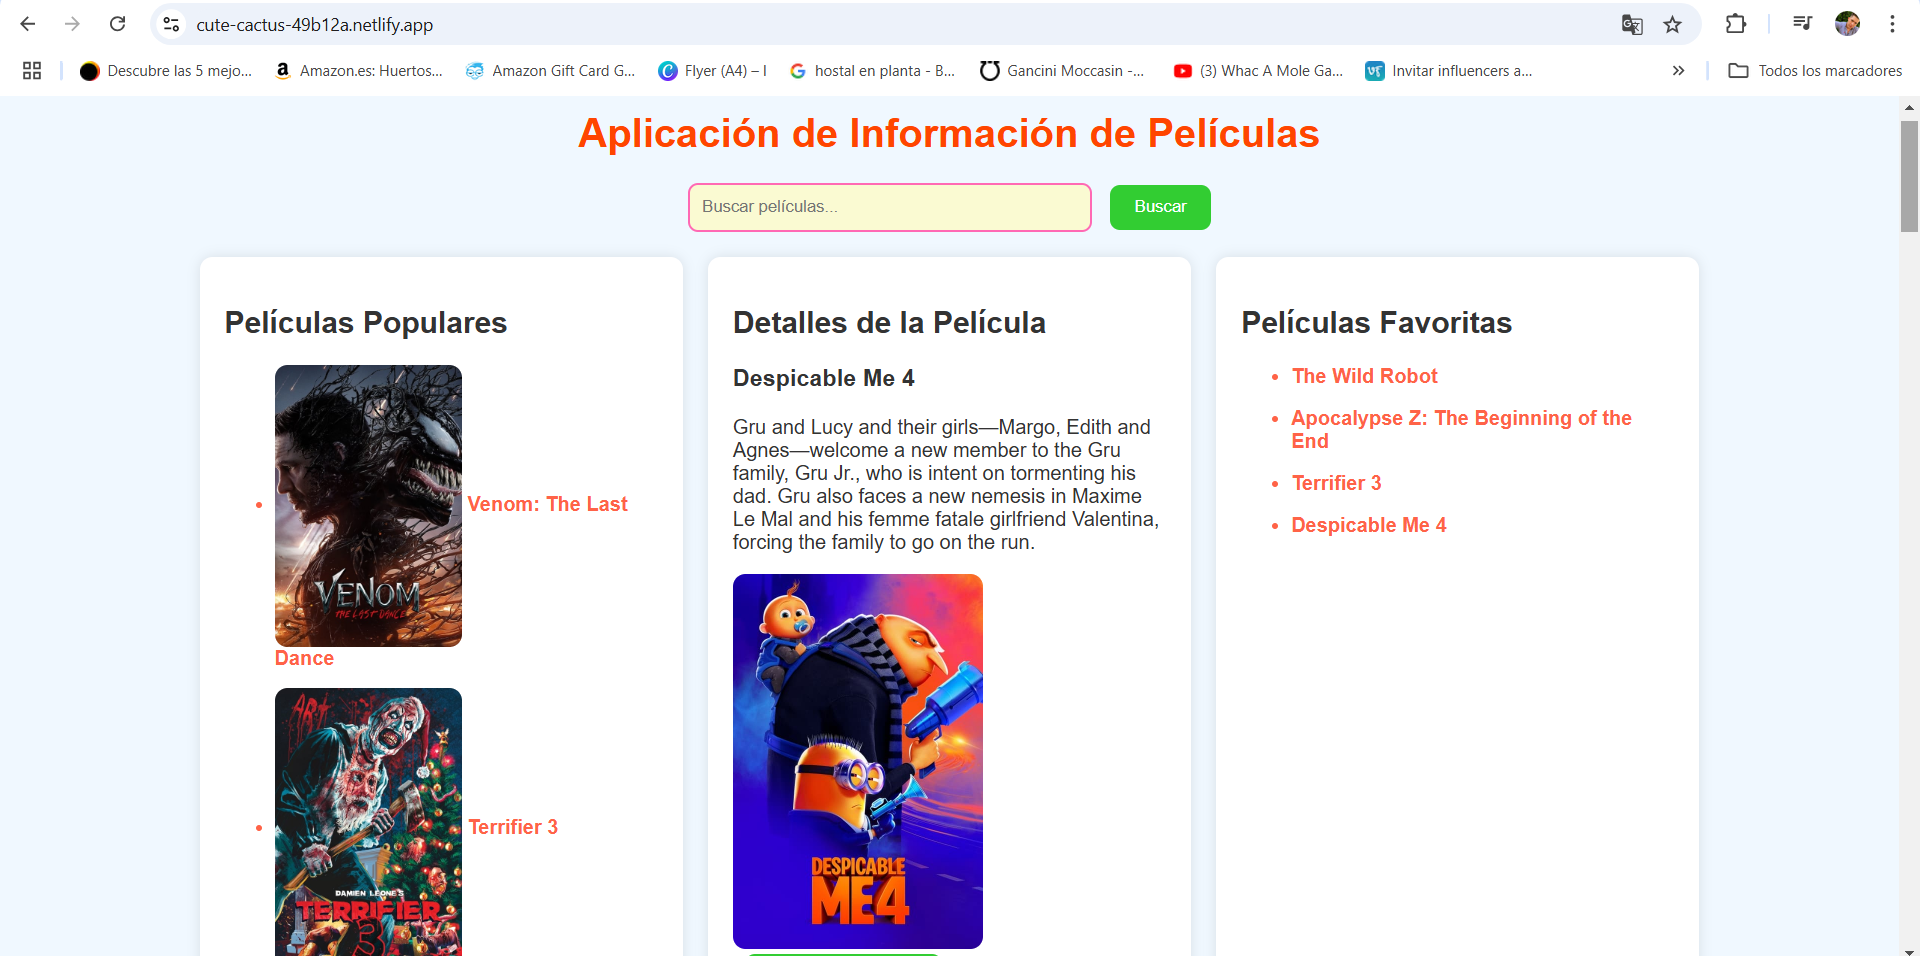 cute-cactus-49b12a.netlify.app
Descubre las 5 mejo...
Amazon.es: Huertos...
Amazon Gift Card G...
Flyer (A4) – I
hostal en planta - B...
Gancini Moccasin -...
(3) Whac A Mole Ga...
Invitar influencers a...
Todos los marcadores
Aplicación de Información de Películas
Buscar películas...
Buscar
Películas Populares
VENOM
THE LAST DANCE
Venom: The Last
Dance
ART
DAMIEN LEONE'S
TERRIFIER
3
Terrifier 3
Detalles de la Película
Despicable Me 4
Gru and Lucy and their girls—Margo, Edith and
Agnes—welcome a new member to the Gru
family, Gru Jr., who is intent on tormenting his
dad. Gru also faces a new nemesis in Maxime
Le Mal and his femme fatale girlfriend Valentina,
forcing the family to go on the run.
DESPICABLE
ME4
Películas Favoritas
The Wild Robot
Apocalypse Z: The Beginning of the
End
Terrifier 3
Despicable Me 4